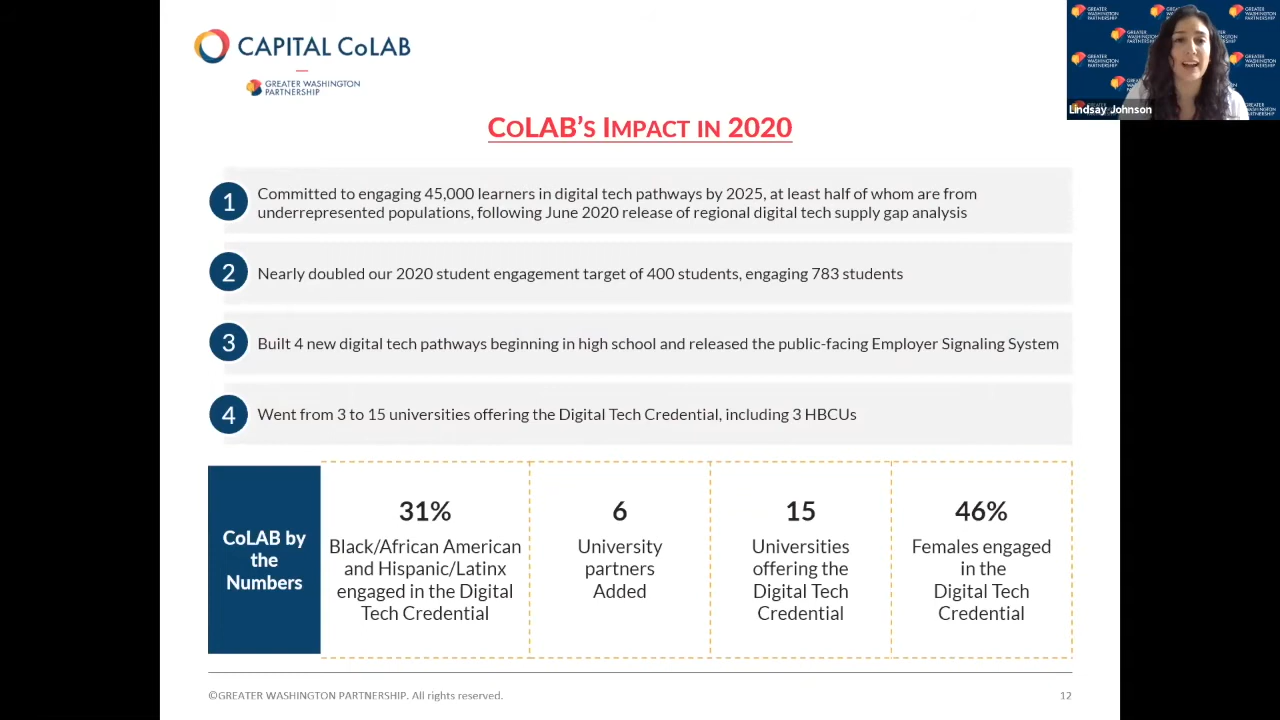 CAPITAL CoLAB
GREATER WASHINGTON
PARTNERSHIP
GREATER
WASHINGTON
PARTNERSHIP
Lindsay Johnson
CoLAB's Impact in 2020
1
Committed to engaging 45,000 learners in digital tech pathways by 2025, at least half of whom are from
underrepresented populations, following June 2020 release of regional digital tech supply gap analysis
2
Nearly doubled our 2020 student engagement target of 400 students, engaging 783 students
3
Built 4 new digital tech pathways beginning in high school and released the public-facing Employer Signaling System
4
Went from 3 to 15 universities offering the Digital Tech Credential, including 3 HBCUs
CoLAB by
the
Numbers
31%
Black/African American
and Hispanic/Latinx
engaged in the Digital
Tech Credential
6
University
partners
Added
15
Universities
offering the
Digital Tech
Credential
46%
Females engaged
in the
Digital Tech
Credential
©GREATER WASHINGTON PARTNERSHIP. All rights reserved.
12